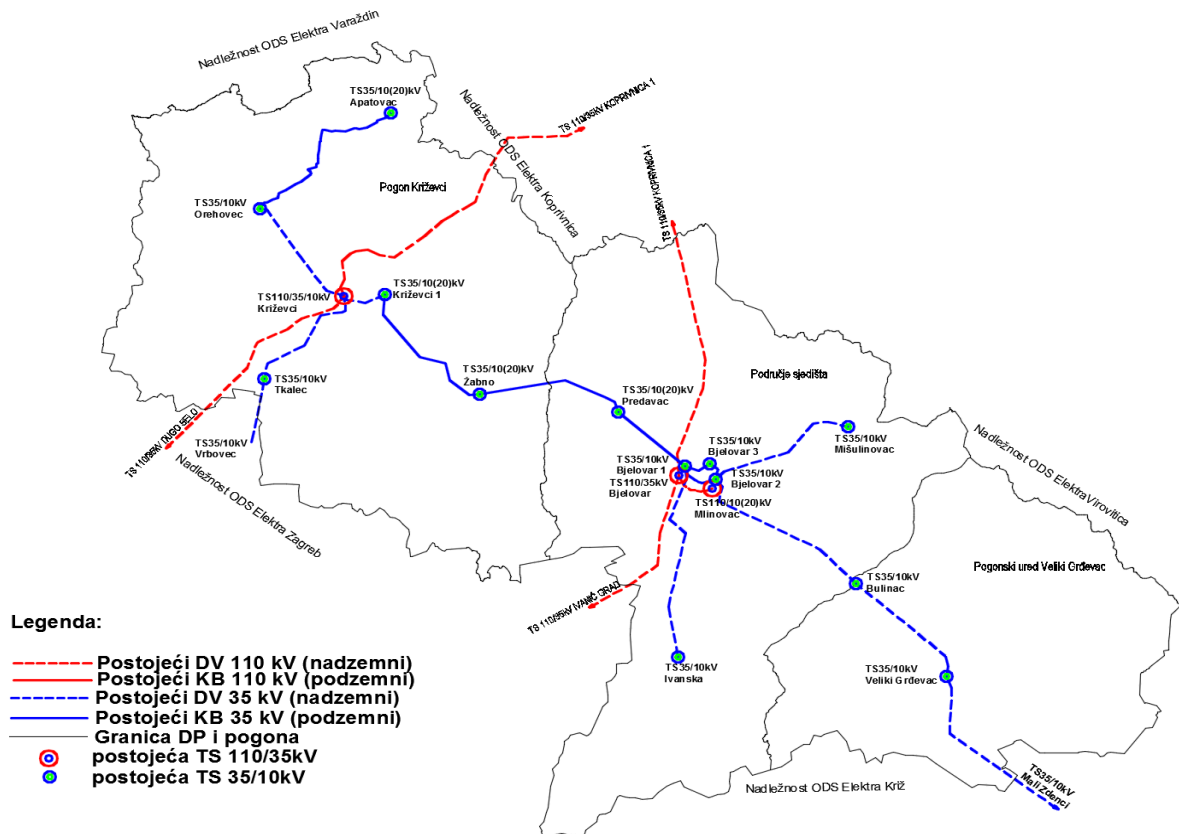 Nadležnost ODS Elektra Varaždin
TS35/10(20)kV
Apatovac
Nadležnost ODS Elektra Koprivnica
TS 110/35kV KOPRIVNICA 1
TS 110/35kV KOPRIVNICA 1
Pogon Križevci
TS35/10kV
Orehovec
TS110/35/10kV
Križevci
TS35/10(20)kV
Križevci 1
TS35/10(20)kV
Žabno
TS35/10kV
Tkalec
TS 110/35kV DUGO SELO
TS35/10kV
Vrbovec
Nadležnost ODS Elektra Zagreb
Područje sjedišta
TS35/10(20)kV
Predavac
TS35/10kV
Bjelovar 3
TS35/10kV
Mišulinovac
TS35/10kV
Bjelovar 1
TS35/10kV
Bjelovar 2
TS110/35kV
Bjelovar
TS110/10(20)kV
Mlinovac
Nadležnost ODS ElektraVirovitica
Pogonski ured Veliki Grđevac
TS35/10kV
Bulinac
TS 110/35kV IVANIĆ GRAD
TS35/10kV
Ivanska
TS35/10kV
Veliki Grđevac
TS35/10kV
Mali Zdenci
Nadležnost ODS Elektra Križ
Legenda:
Postojeći DV 110 kV (nadzemni)
Postojeći KB 110 kV (podzemni)
Postojeći DV 35 kV (nadzemni)
Postojeći KB 35 kV (podzemni)
Granica DP i pogona
postojeća TS 110/35kV
postojeća TS 35/10kV